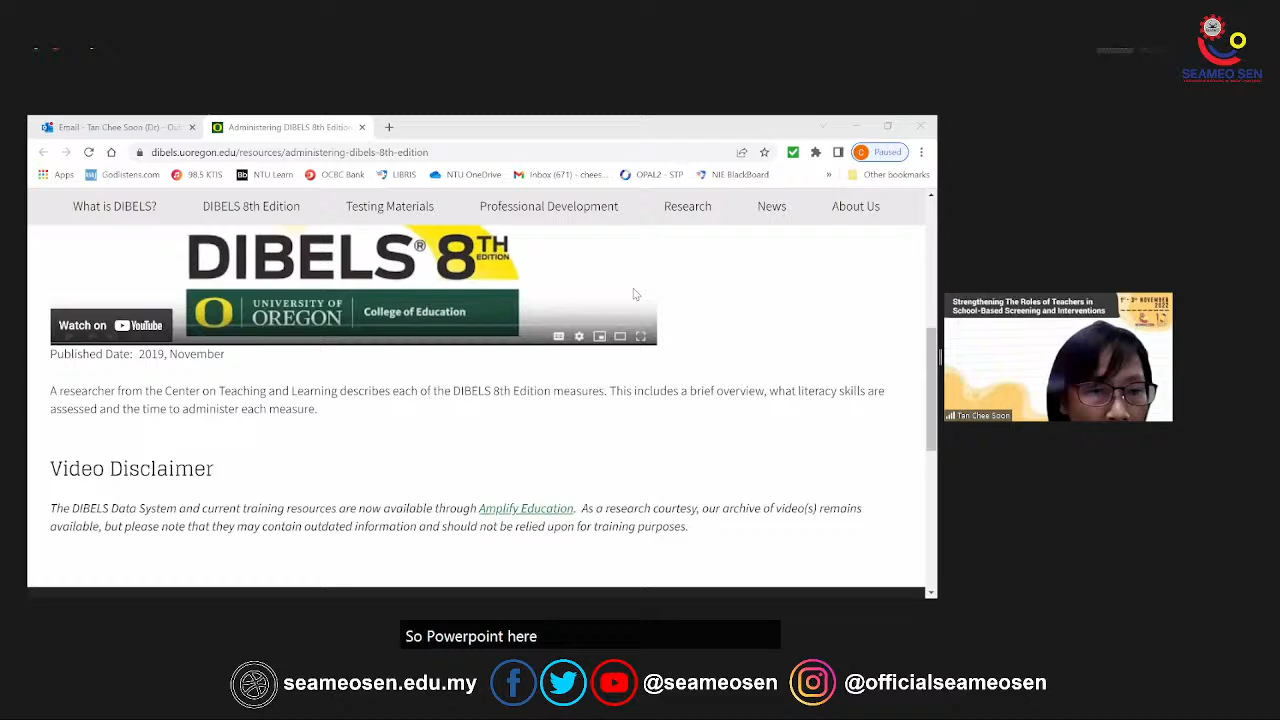 SEAMEO SEN
Email - Tan Chee Soon (Dr) - Out
Administering DIBELS 8th Edition
dibels.uoregon.edu/resources/administering-dibels-8th-edition
Paused
Apps
Godlistens.com
98.5 KTIS
NTU Learn
OCBC Bank
LIBRIS
NTU OneDrive
Inbox (671) - chees...
OPAL2 - STP
NIE BlackBoard
»
Other bookmarks
What is DIBELS?
DIBELS 8th Edition
Testing Materials
Professional Development
Research
News
About Us
DIBELS® 8TH EDITION
O UNIVERSITY OF OREGON College of Education
Watch on YouTube
Published Date: 2019, November
A researcher from the Center on Teaching and Learning describes each of the DIBELS 8th Edition measures. This includes a brief overview, what literacy skills are
assessed and the time to administer each measure.
Video Disclaimer
The DIBELS Data System and current training resources are now available through Amplify Education. As a research courtesy, our archive of video(s) remains
available, but please note that they may contain outdated information and should not be relied upon for training purposes.
Strengthening The Roles of Teachers in
School-Based Screening and Interventions
1st - 3rd NOVEMBER
2022
Tan Chee Soon
So Powerpoint here
seameosen.edu.my
@seameosen
@officialseameosen